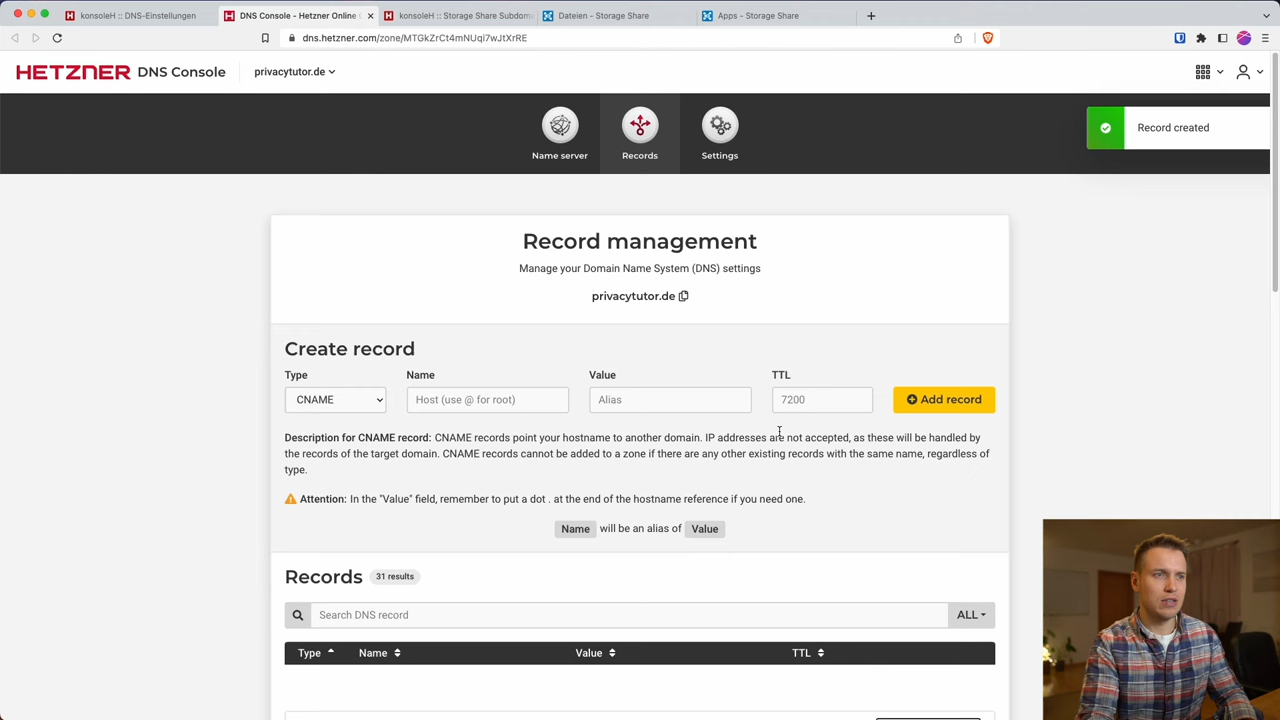 konsoleH :: DNS-Einstellungen
DNS Console - Hetzner Online
konsoleH :: Storage Share Subdom
Dateien - Storage Share
Apps - Storage Share
dns.hetzner.com/zone/MTGkZrCt4mNUqi7wJtXrRE
HETZNER DNS Console
privacytutor.de
Name server
Records
Settings
Record created
Record management
Manage your Domain Name System (DNS) settings
privacytutor.de
Create record
Type
Name
Value
TTL
CNAME
Host (use @ for root)
Alias
7200
Add record
Description for CNAME record: CNAME records point your hostname to another domain. IP addresses are not accepted, as these will be handled by
the records of the target domain. CNAME records cannot be added to a zone if there are any other existing records with the same name, regardless of
type.
Attention: In the "Value" field, remember to put a dot . at the end of the hostname reference if you need one.
Name will be an alias of Value
Records 31 results
Search DNS record
ALL
Type
Name
Value
TTL